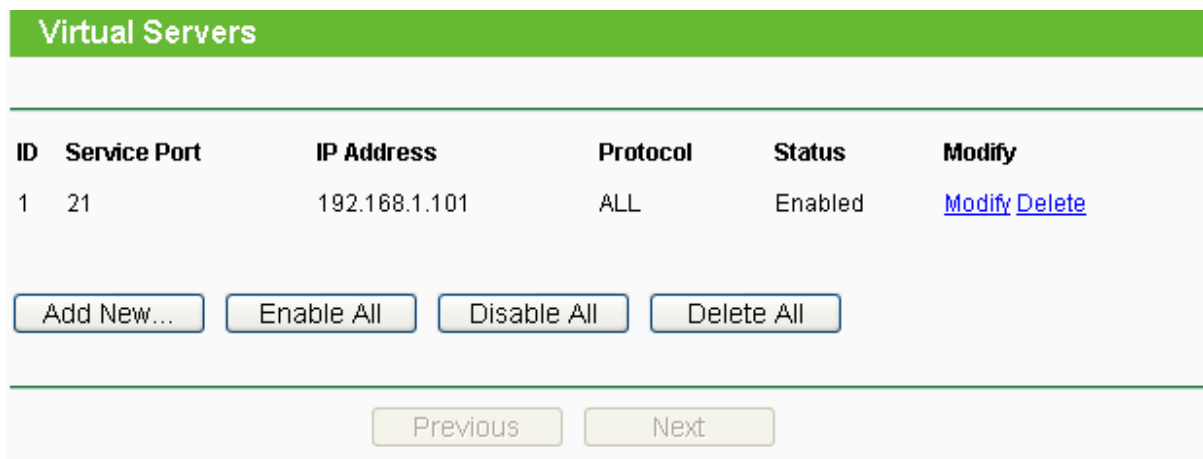 Virtual Servers
ID Service Port IP Address Protocol Status Modify
1 21 192.168.1.101 ALL Enabled Modify Delete
Add New... Enable All Disable All Delete All
Previous Next